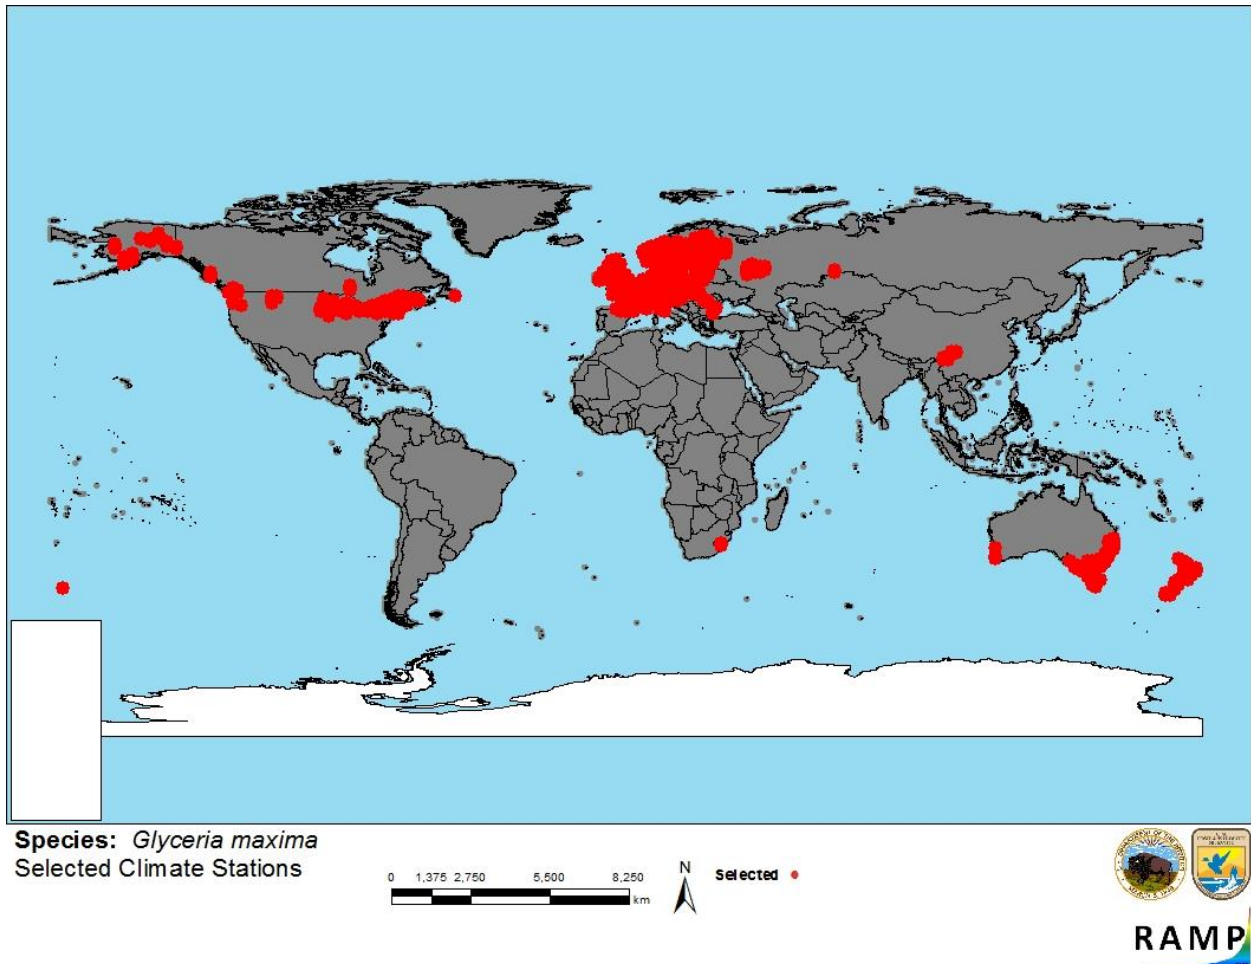 Species: Glyceria maxima
Selected Climate Stations
0 1,375 2,750 5,500 8,250
km
N
Selected
RAMP